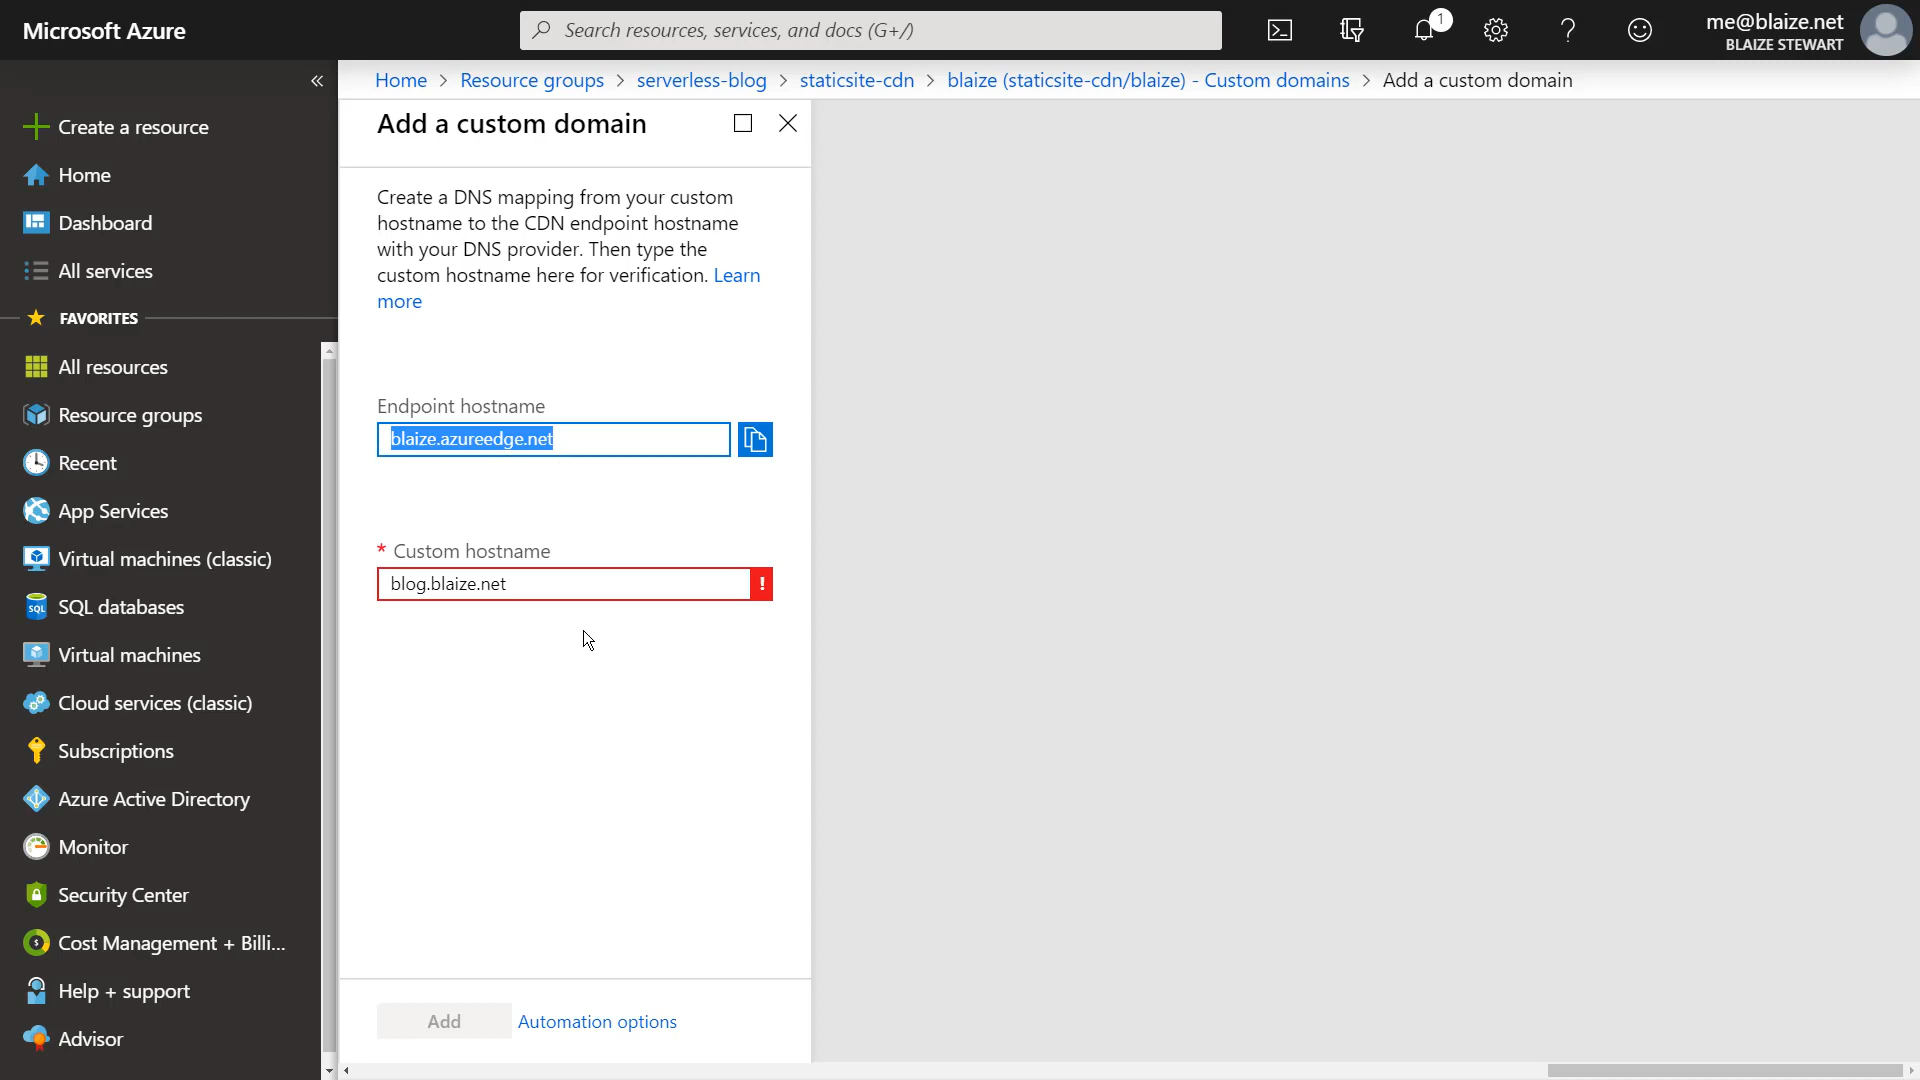 Microsoft Azure
Search resources, services, and docs (G+/)
1
me@blaize.net
BLAIZE STEWART
Home > Resource groups > serverless-blog > staticsite-cdn > blaize (staticsite-cdn/blaize) - Custom domains > Add a custom domain
Create a resource
Home
Dashboard
All services
FAVORITES
All resources
Resource groups
Recent
App Services
Virtual machines (classic)
SQL databases
Virtual machines
Cloud services (classic)
Subscriptions
Azure Active Directory
Monitor
Security Center
Cost Management + Billi...
Help + support
Advisor
Add a custom domain
Create a DNS mapping from your custom
hostname to the CDN endpoint hostname
with your DNS provider. Then type the
custom hostname here for verification. Learn
more
Endpoint hostname
blaize.azureedge.net
* Custom hostname
blog.blaize.net
!
Add
Automation options